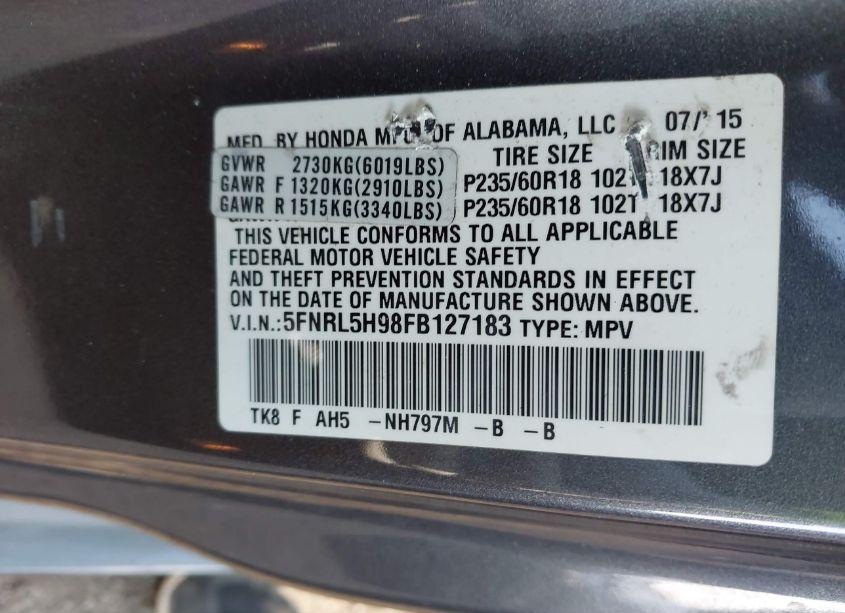 MFD. BY HONDA OF ALABAMA, LLC 07/' 15
TIRE SIZE RIM SIZE
GVWR 2730KG(6019LBS)
GAWR F 1320KG(2910LBS) P235/60R18 102T 18X7J
GAWR R 1515KG(3340LBS) P235/60R18 102T 18X7J
THIS VEHICLE CONFORMS TO ALL APPLICABLE
FEDERAL MOTOR VEHICLE SAFETY
AND THEFT PREVENTION STANDARDS IN EFFECT
ON THE DATE OF MANUFACTURE SHOWN ABOVE.
V.I.N.:5FNRL5H98FB127183 TYPE: MPV
TK8 F AH5 -NH797M -B -B